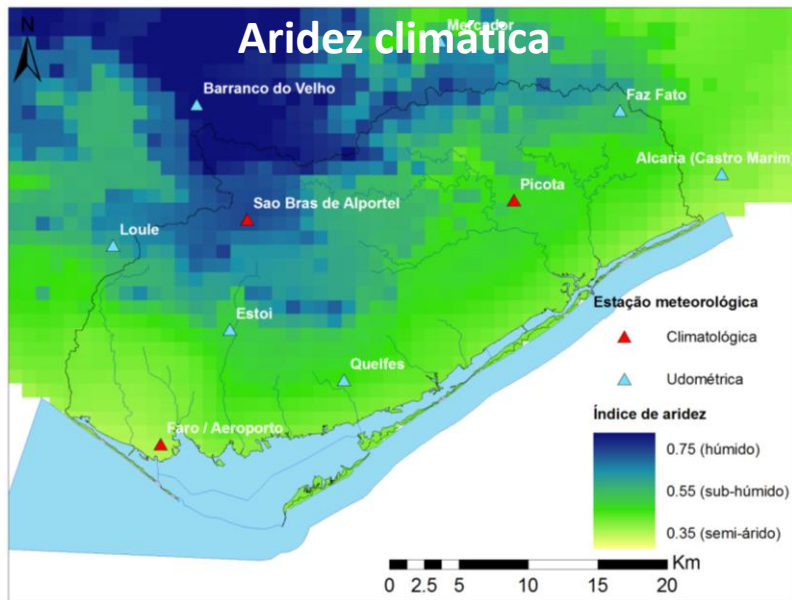 Aridez climática
N
Mercador
Barranco do Velho
Faz Fato
Alcaria (Castro Marim)
Picota
Sao Bras de Alportel
Loule
Estoi
Quelfes
Faro / Aeroporto
Estação meteorológica
Climatológica
Udométrica
Índice de aridez
0.75 (húmido)
0.55 (sub-húmido)
0.35 (semi-árido)
Km
0 2.5 5 10 15 20